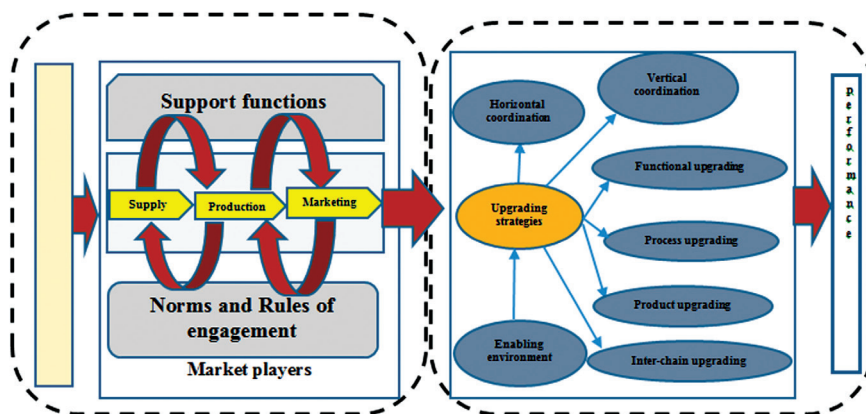 Support functions
Supply
Production
Marketing
Norms and Rules of
engagement
Market players
Horizontal
coordination
Vertical
coordination
Functional upgrading
Upgrading
strategies
Process upgrading
Product upgrading
Enabling
environment
Inter-chain upgrading
performance